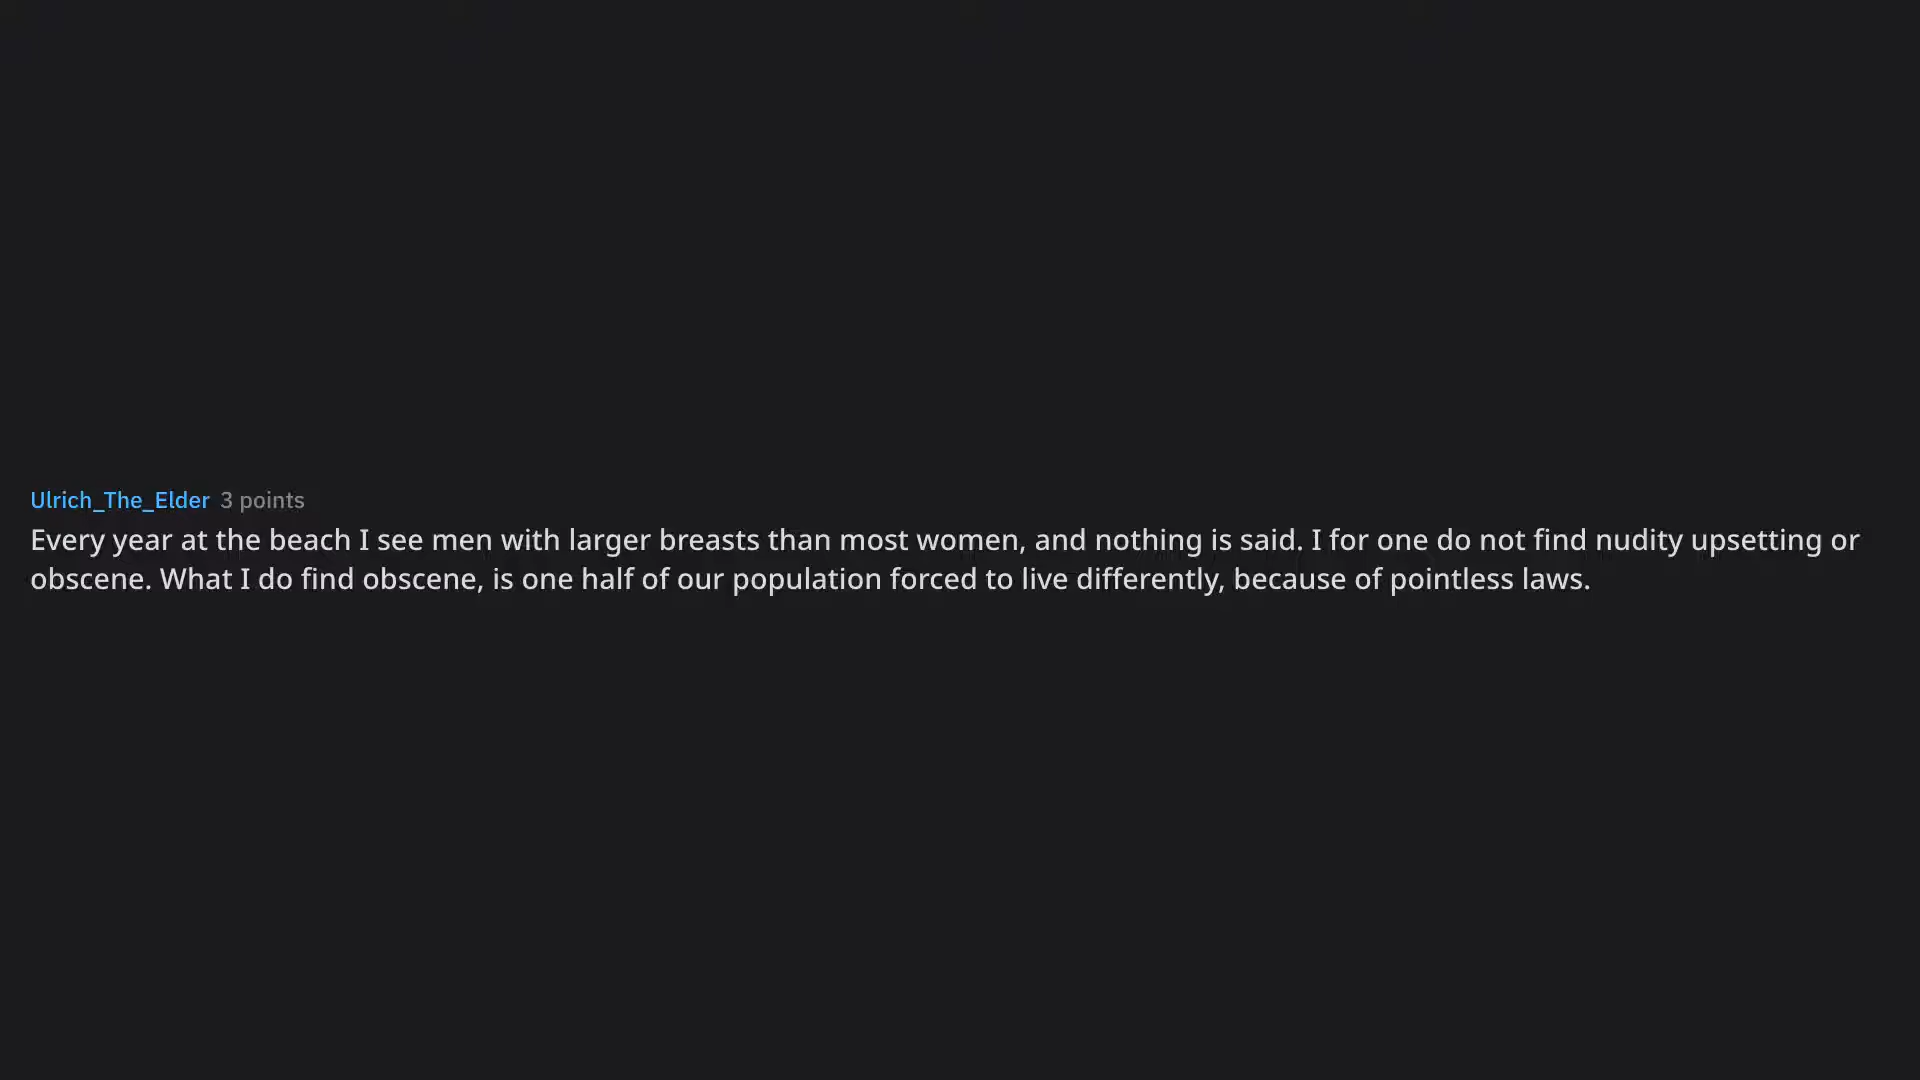 Ulrich_The_Elder 3 points
Every year at the beach I see men with larger breasts than most women, and nothing is said. I for one do not find nudity upsetting or
obscene. What I do find obscene, is one half of our population forced to live differently, because of pointless laws.